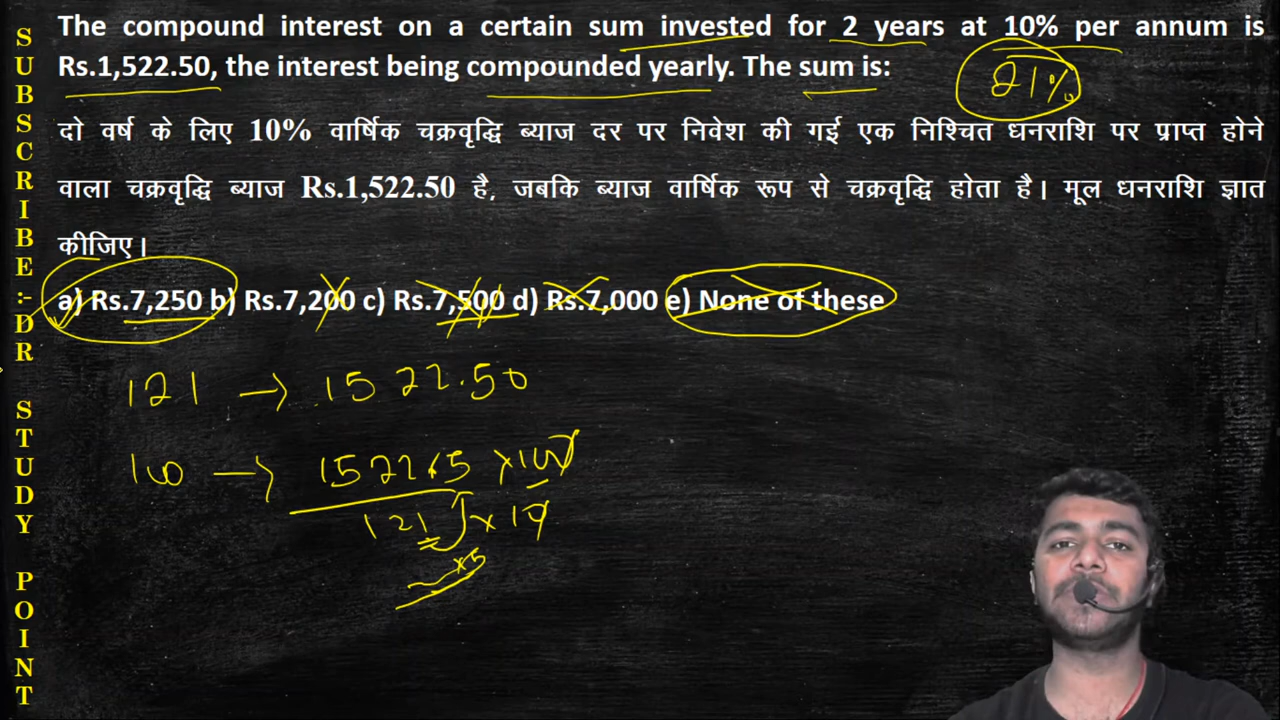 The compound interest on a certain sum invested for 2 years at 10% per annum is
Rs.1,522.50, the interest being compounded yearly. The sum is:
21%
दो वर्ष के लिए 10% वार्षिक चक्रवृद्धि ब्याज दर पर निवेश की गई एक निश्चित धनराशि पर प्राप्त होने
वाला चक्रवृद्धि ब्याज Rs.1,522.50 है, जबकि ब्याज वार्षिक रूप से चक्रवृद्धि होता है। मूल धनराशि ज्ञात
कीजिए।
a) Rs.7,250 b) Rs.7,200 c) Rs.7,500 d) Rs.7,000 e) None of these
121 → 1522.50
100 → 15225 ×100
121 × 10
×5
SUBSCRIBE:-DR STUDY POINT